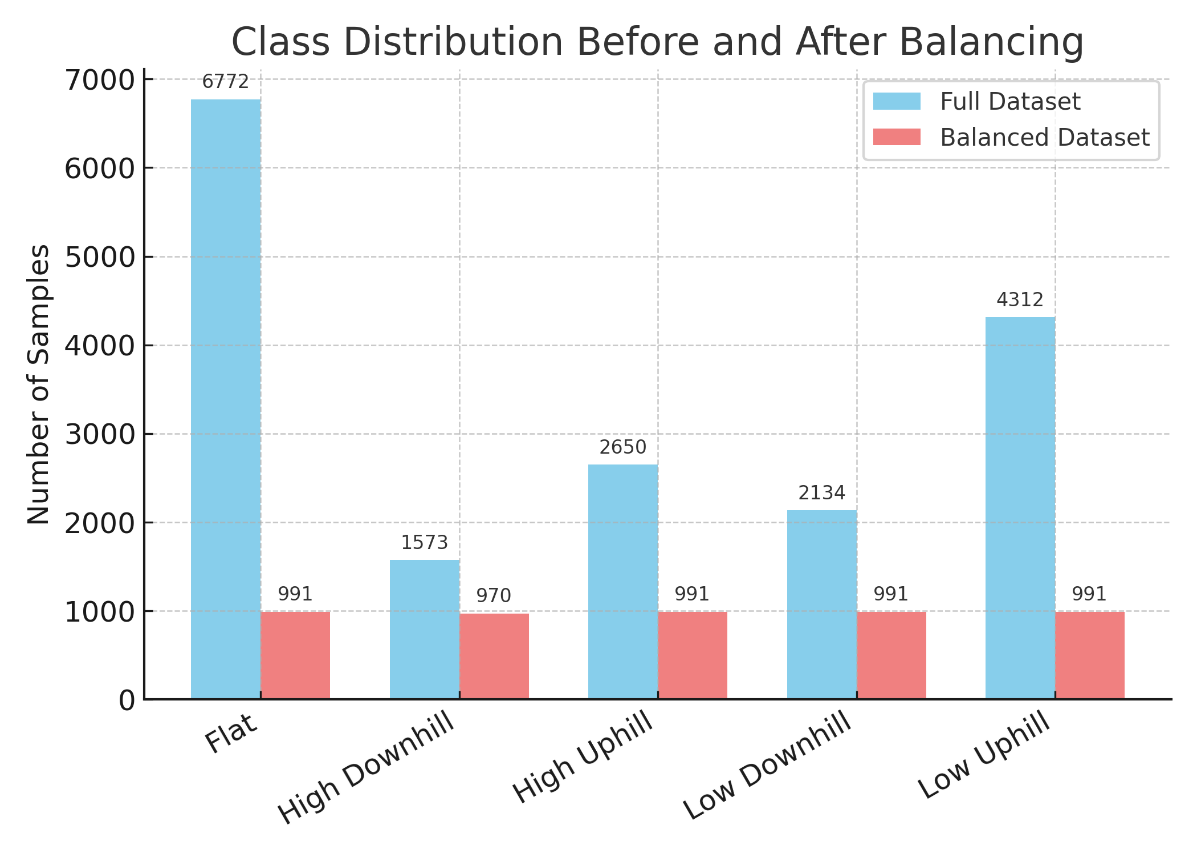 Class Distribution Before and After Balancing
Number of Samples
7000
6000
5000
4000
3000
2000
1000
0
6772
991
1573
970
2650
991
2134
991
4312
991
Full Dataset
Balanced Dataset
Flat
High Downhill
High Uphill
Low Downhill
Low Uphill